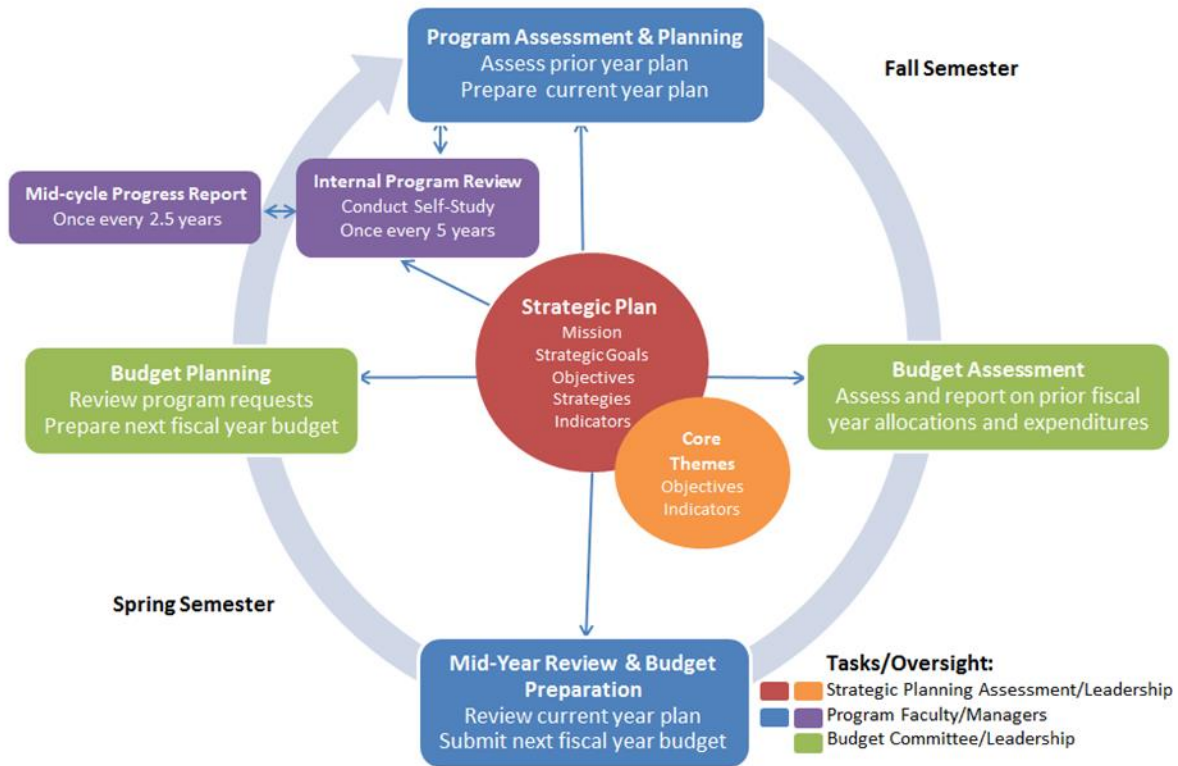 Program Assessment & Planning
Assess prior year plan
Prepare current year plan
Fall Semester
Mid-cycle Progress Report
Once every 2.5 years
Internal Program Review
Conduct Self-Study
Once every 5 years
Strategic Plan
Mission
Strategic Goals
Objectives
Strategies
Indicators
Budget Planning
Review program requests
Prepare next fiscal year budget
Budget Assessment
Assess and report on prior fiscal
year allocations and expenditures
Core
Themes
Objectives
Indicators
Spring Semester
Mid-Year Review & Budget
Preparation
Review current year plan
Submit next fiscal year budget
Tasks/Oversight:
Strategic Planning Assessment/Leadership
Program Faculty/Managers
Budget Committee/Leadership